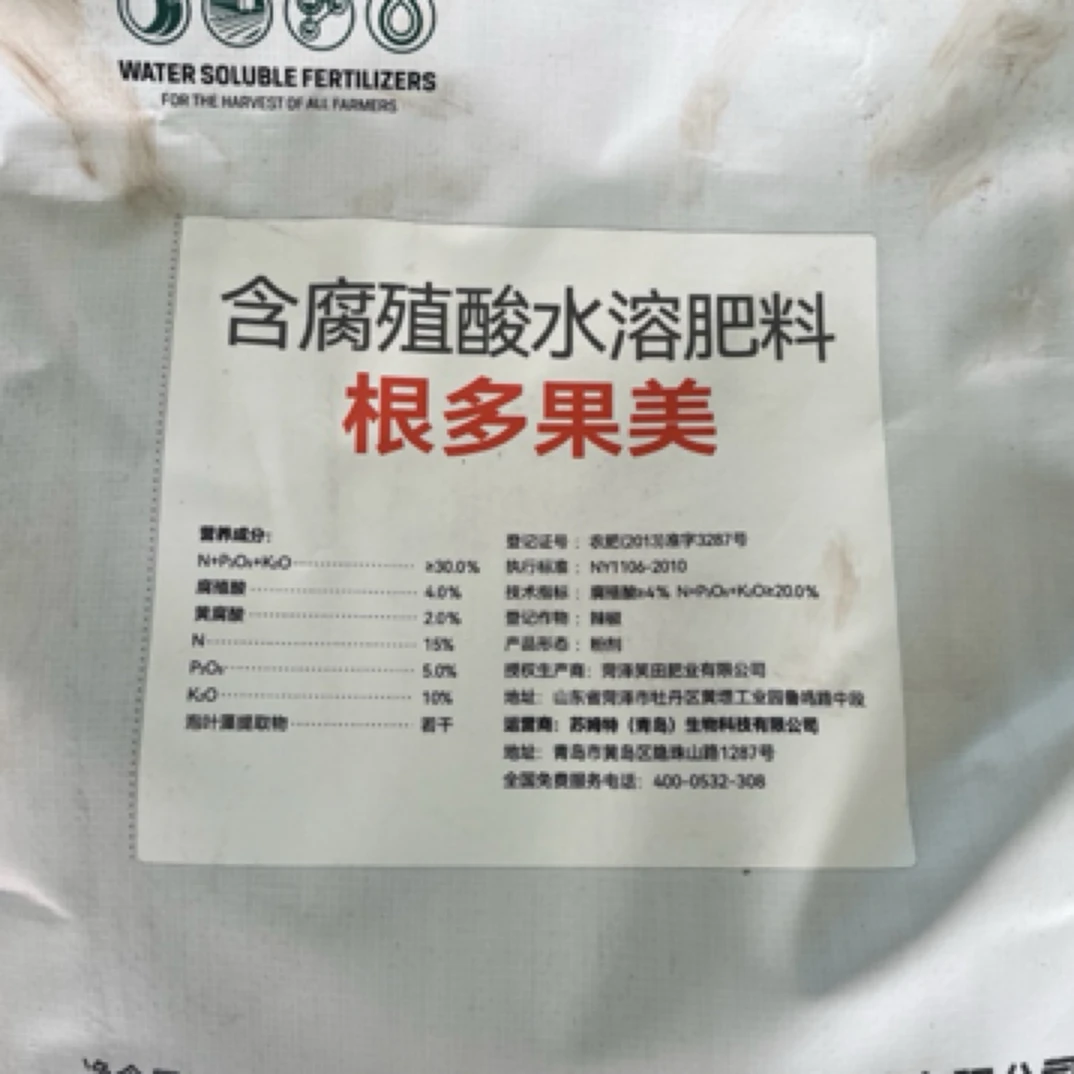 WATER SOLUBLE FERTILIZERS
FOR THE HARVEST OF ALL FARMERS
含腐殖酸水溶肥料
根多果美
营养成分：
N+P₂O₅+K₂O ≥30.0%
腐殖酸 4.0%
黄腐酸 2.0%
N 15%
P₂O₅ 5.0%
K₂O 10%
泡叶藻提取物 若干
登记证号：农肥(2013)准字3287号
执行标准：NY1106-2010
技术指标：腐殖酸≥4% N+P₂O₅+K₂O≥20.0%
登记作物：辣椒
产品形态：粉剂
授权生产商：菏泽笑田肥业有限公司
地址：山东省菏泽市牡丹区黄堽工业园鲁鸣路中段
运营商：苏姆特（青岛）生物科技有限公司
地址：青岛市黄岛区隐珠山路1287号
全国免费服务电话：400-0532-308